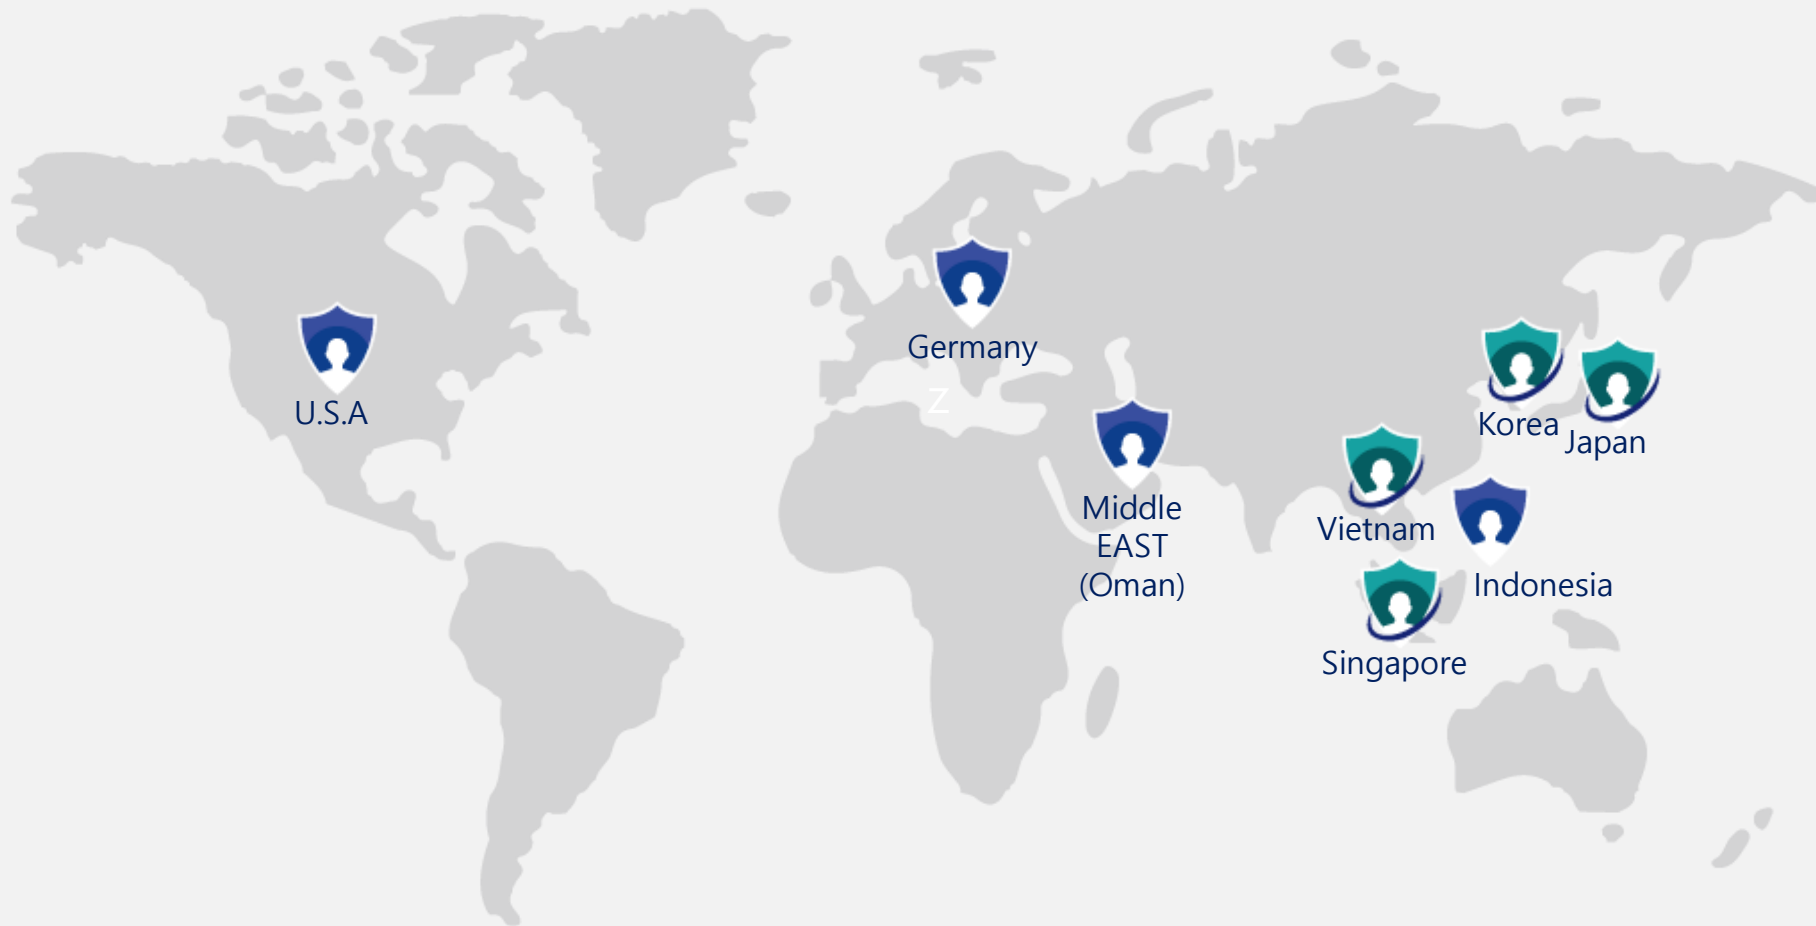 Germany
Z
U.S.A
Korea
Japan
Middle
EAST
(Oman)
Vietnam
Indonesia
Singapore